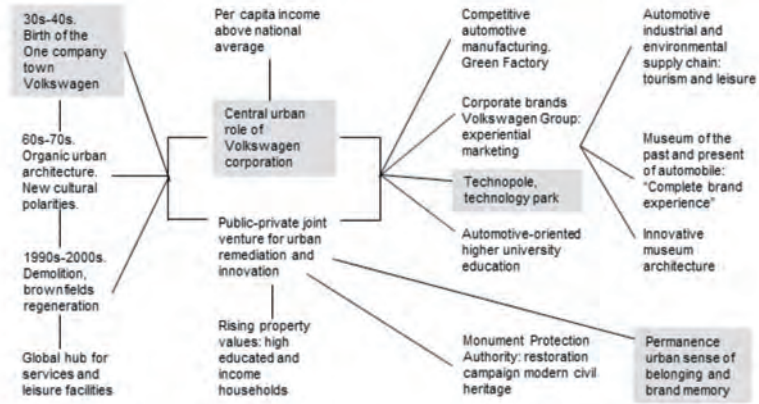 30s-40s.
Birth of the
One company
town
Volkswagen
60s-70s.
Organic urban
architecture.
New cultural
polarities.
1990s-2000s.
Demolition,
brownfields
regeneration
Global hub for
services and
leisure facilities
Per capita income
above national
average
Central urban
role of
Volkswagen
corporation
Public-private joint
venture for urban
remediation and
innovation
Rising property
values: high
educated and
income
households
Competitive
automotive
manufacturing.
Green Factory
Corporate brands
Volkswagen Group:
experiential
marketing
Technopole,
technology park
Automotive-oriented
higher university
education
Monument Protection
Authority: restoration
campaign modern civil
heritage
Automotive
industrial and
environmental
supply chain:
tourism and leisure
Museum of the
past and present
of automobile:
“Complete brand
experience”
Innovative
museum
architecture
Permanence
urban sense of
belonging and
brand memory